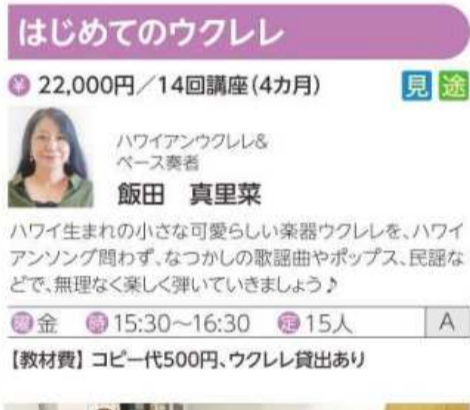 はじめてのウクレレ
¥ 22,000円／14回講座(4カ月) 見 途
ハワイアンウクレレ&
ベース奏者
飯田　真里菜
ハワイ生まれの小さな可愛らしい楽器ウクレレを、ハワイ
アンソング問わず、なつかしの歌謡曲やポップス、民謡な
どで、無理なく楽しく弾いていきましょう♪
曜 金 時 15:30～16:30 定 15人 A
【教材費】コピー代500円、ウクレレ貸出あり